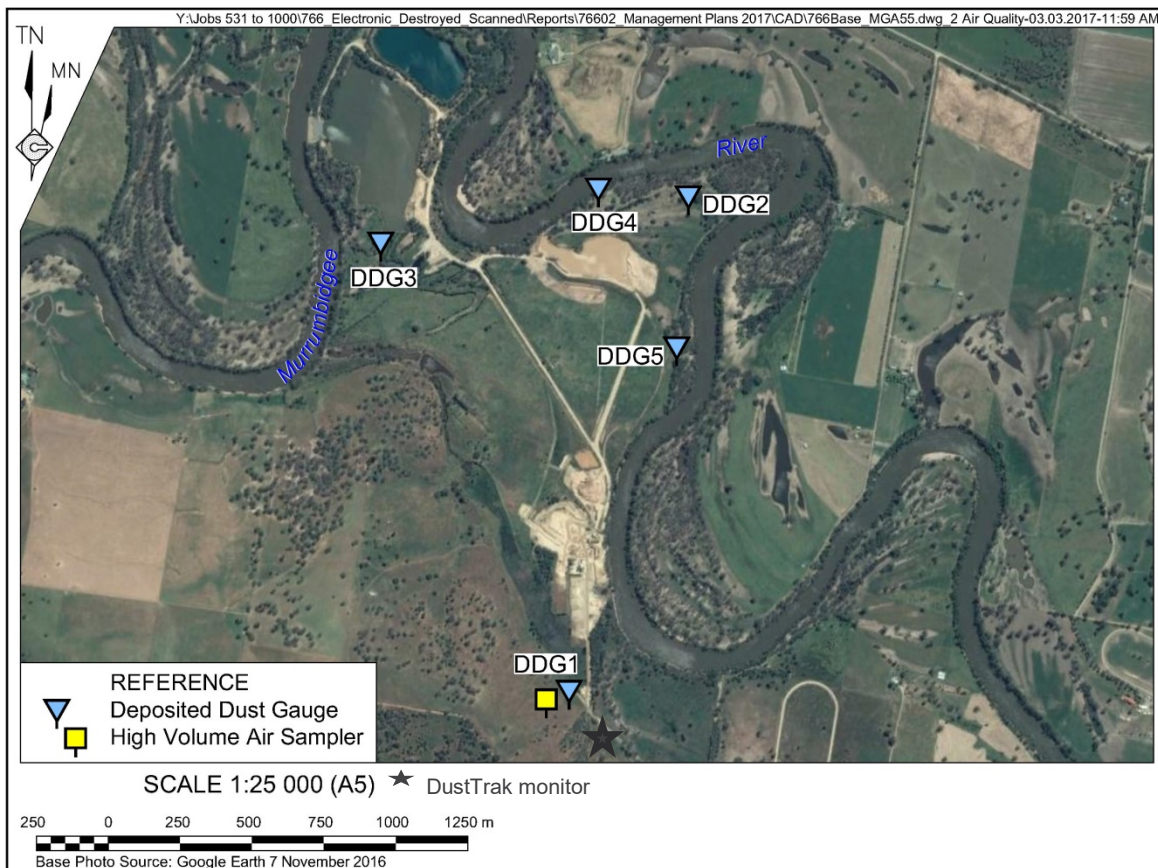 Y:\Jobs 531 to 1000\766_Electronic_Destroyed_Scanned\Reports\76602_Management Plans 2017\CAD\766Base_MGA55.dwg_2 Air Quality-03.03.2017-11:59 AM
TN
MN
River
DDG4
DDG2
DDG3
Murrumbidgee
DDG5
DDG1
REFERENCE
Deposited Dust Gauge
High Volume Air Sampler
SCALE 1:25 000 (A5)
DustTrak monitor
250 0 250 500 750 1000 1250 m
Base Photo Source: Google Earth 7 November 2016